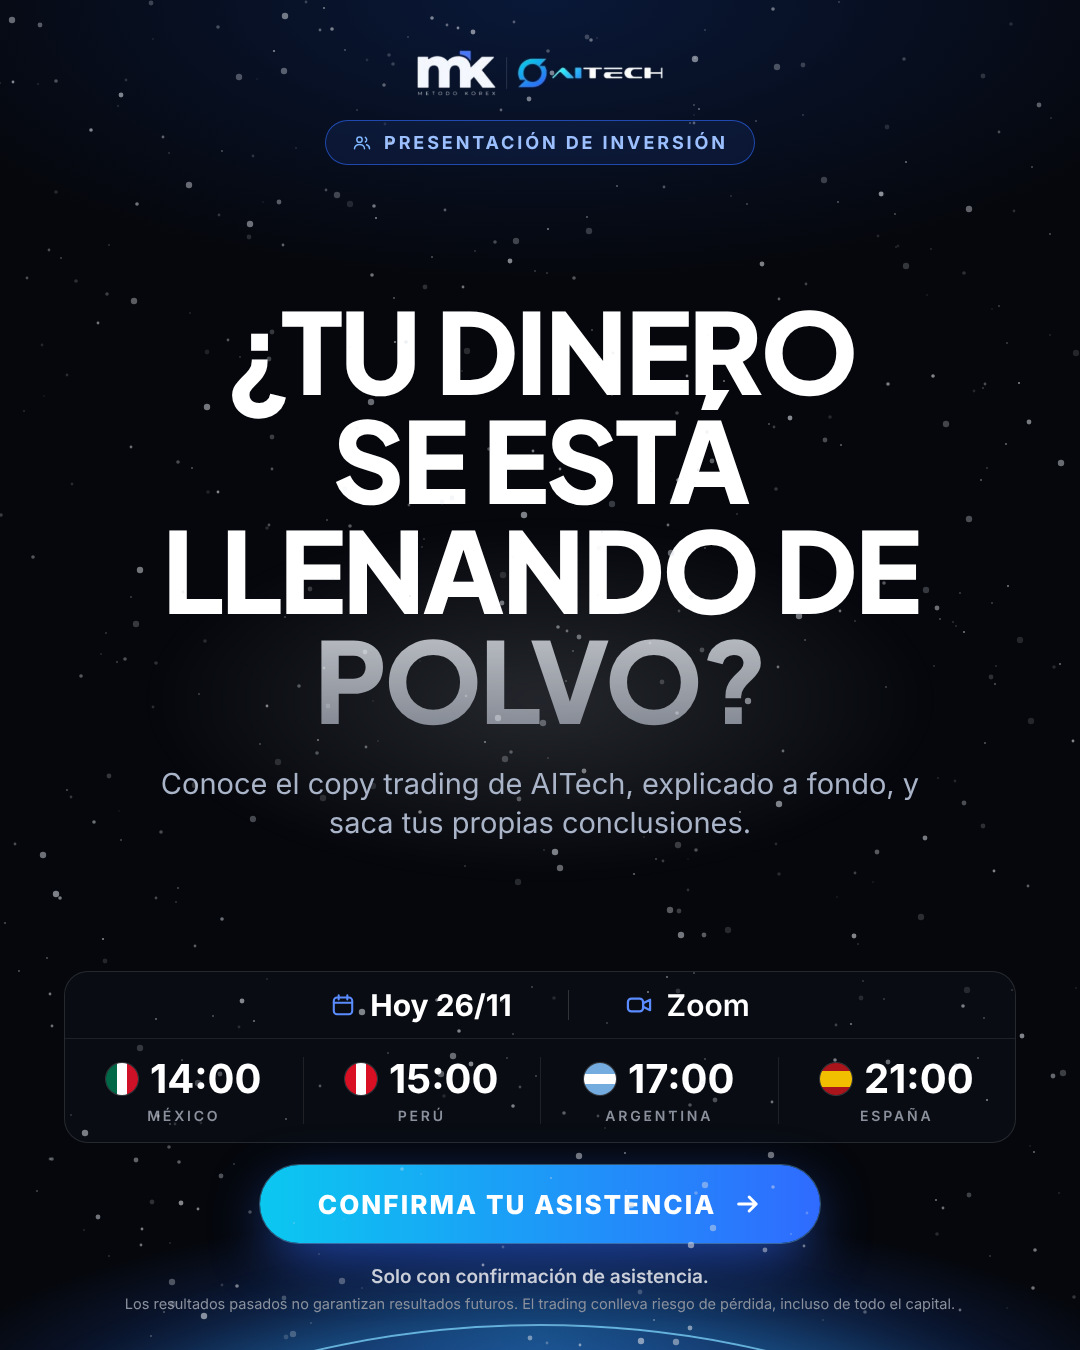 mk
METODO KOBEX
AITECH
PRESENTACIÓN DE INVERSIÓN
¿TU DINERO
SE ESTÁ
LLENANDO DE
POLVO?
Conoce el copy trading de AITech, explicado a fondo, y
saca tus propias conclusiones.
Hoy 26/11
Zoom
14:00
MÉXICO
15:00
PERÚ
17:00
ARGENTINA
21:00
ESPAÑA
CONFIRMA TU ASISTENCIA →
Solo con confirmación de asistencia.
Los resultados pasados no garantizan resultados futuros. El trading conlleva riesgo de pérdida, incluso de todo el capital.